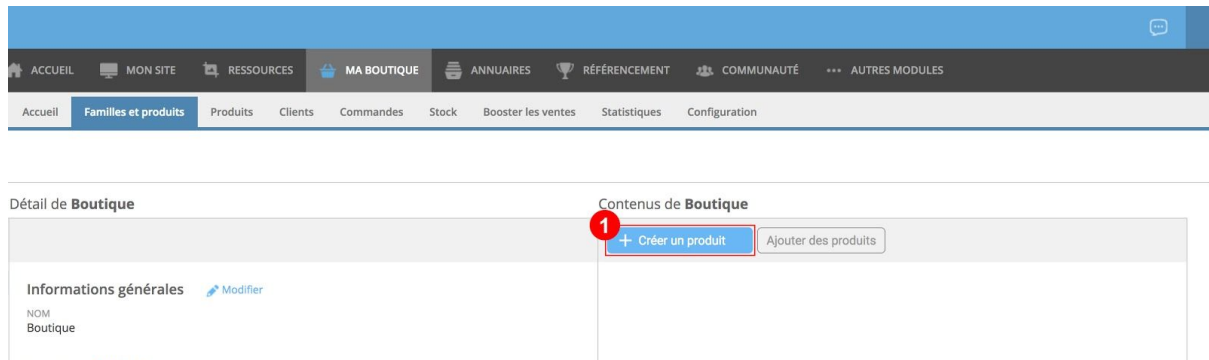 ACCUEIL MON SITE RESSOURCES MA BOUTIQUE ANNUAIRES RÉFÉRENCEMENT COMMUNAUTÉ AUTRES MODULES
Accueil Familles et produits Produits Clients Commandes Stock Booster les ventes Statistiques Configuration
Détail de Boutique
Contenus de Boutique
1
+ Créer un produit Ajouter des produits
Informations générales Modifier
NOM
Boutique